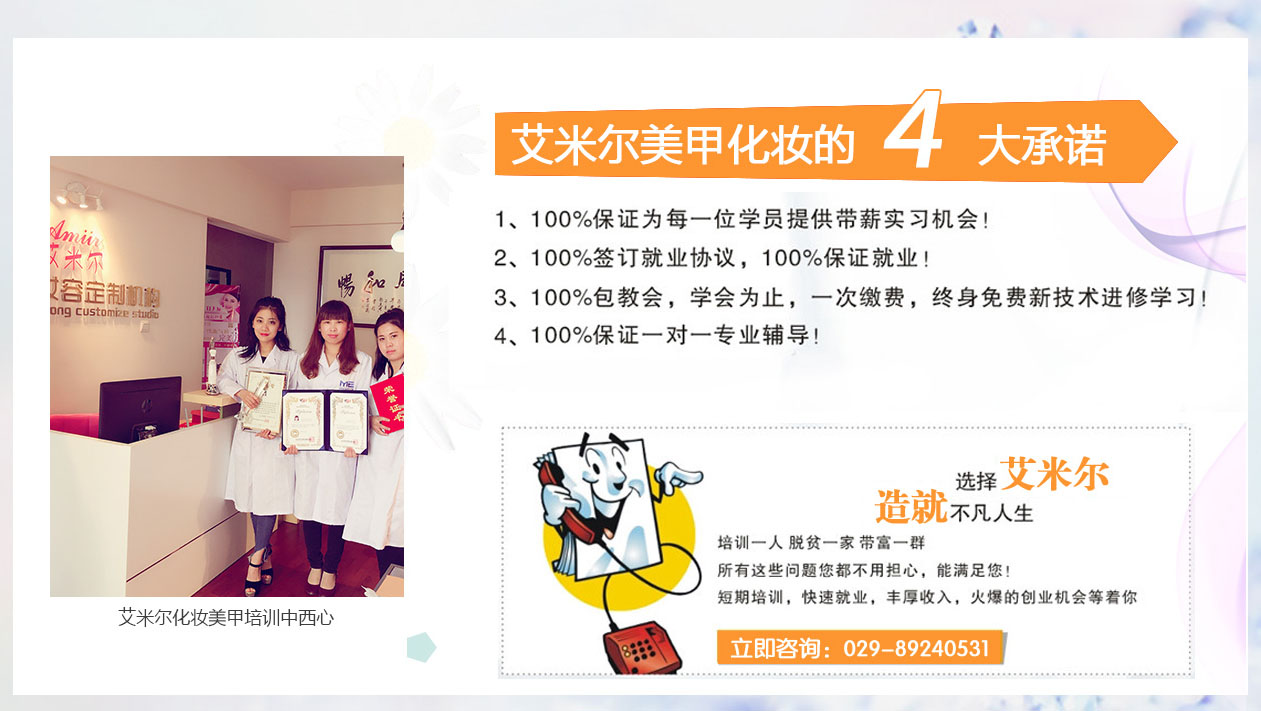 艾米尔美甲化妆的 4 大承诺
1、100%保证为每一位学员提供带薪实习机会！
2、100%签订就业协议，100%保证就业！
3、100%包教会，学会为止，一次缴费，终身免费新技术进修学习！
4、100%保证一对一专业辅导！
艾米尔
妆容定制机构
ong customize studio
荣誉证书
艾米尔化妆美甲培训中西心
选择艾米尔
造就不凡人生
培训一人 脱贫一家 带富一群
所有这些问题您都不用担心，能满足您！
短期培训，快速就业，丰厚收入，火爆的创业机会等着你
立即咨询：029-89240531